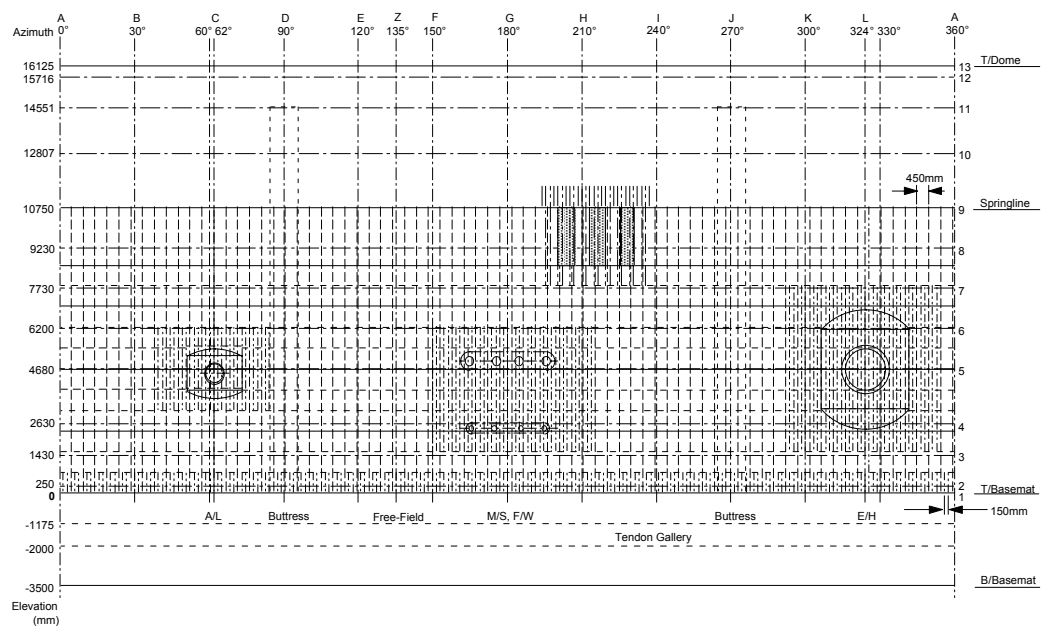 A B C D E Z F G H I J K L A
Azimuth 0° 30° 60° 62° 90° 120° 135° 150° 180° 210° 240° 270° 300° 324° 330° 360°
16125 13 T/Dome
15716 12
14551 11
12807 10
450mm
10750 9 Springline
9230 8
7730 7
6200 6
4680 5
2630 4
1430 3
250 2 T/Basemat
0 1
150mm
A/L Buttress Free-Field M/S, F/W Buttress E/H
-1175
Tendon Gallery
-2000
-3500 B/Basemat
Elevation
(mm)